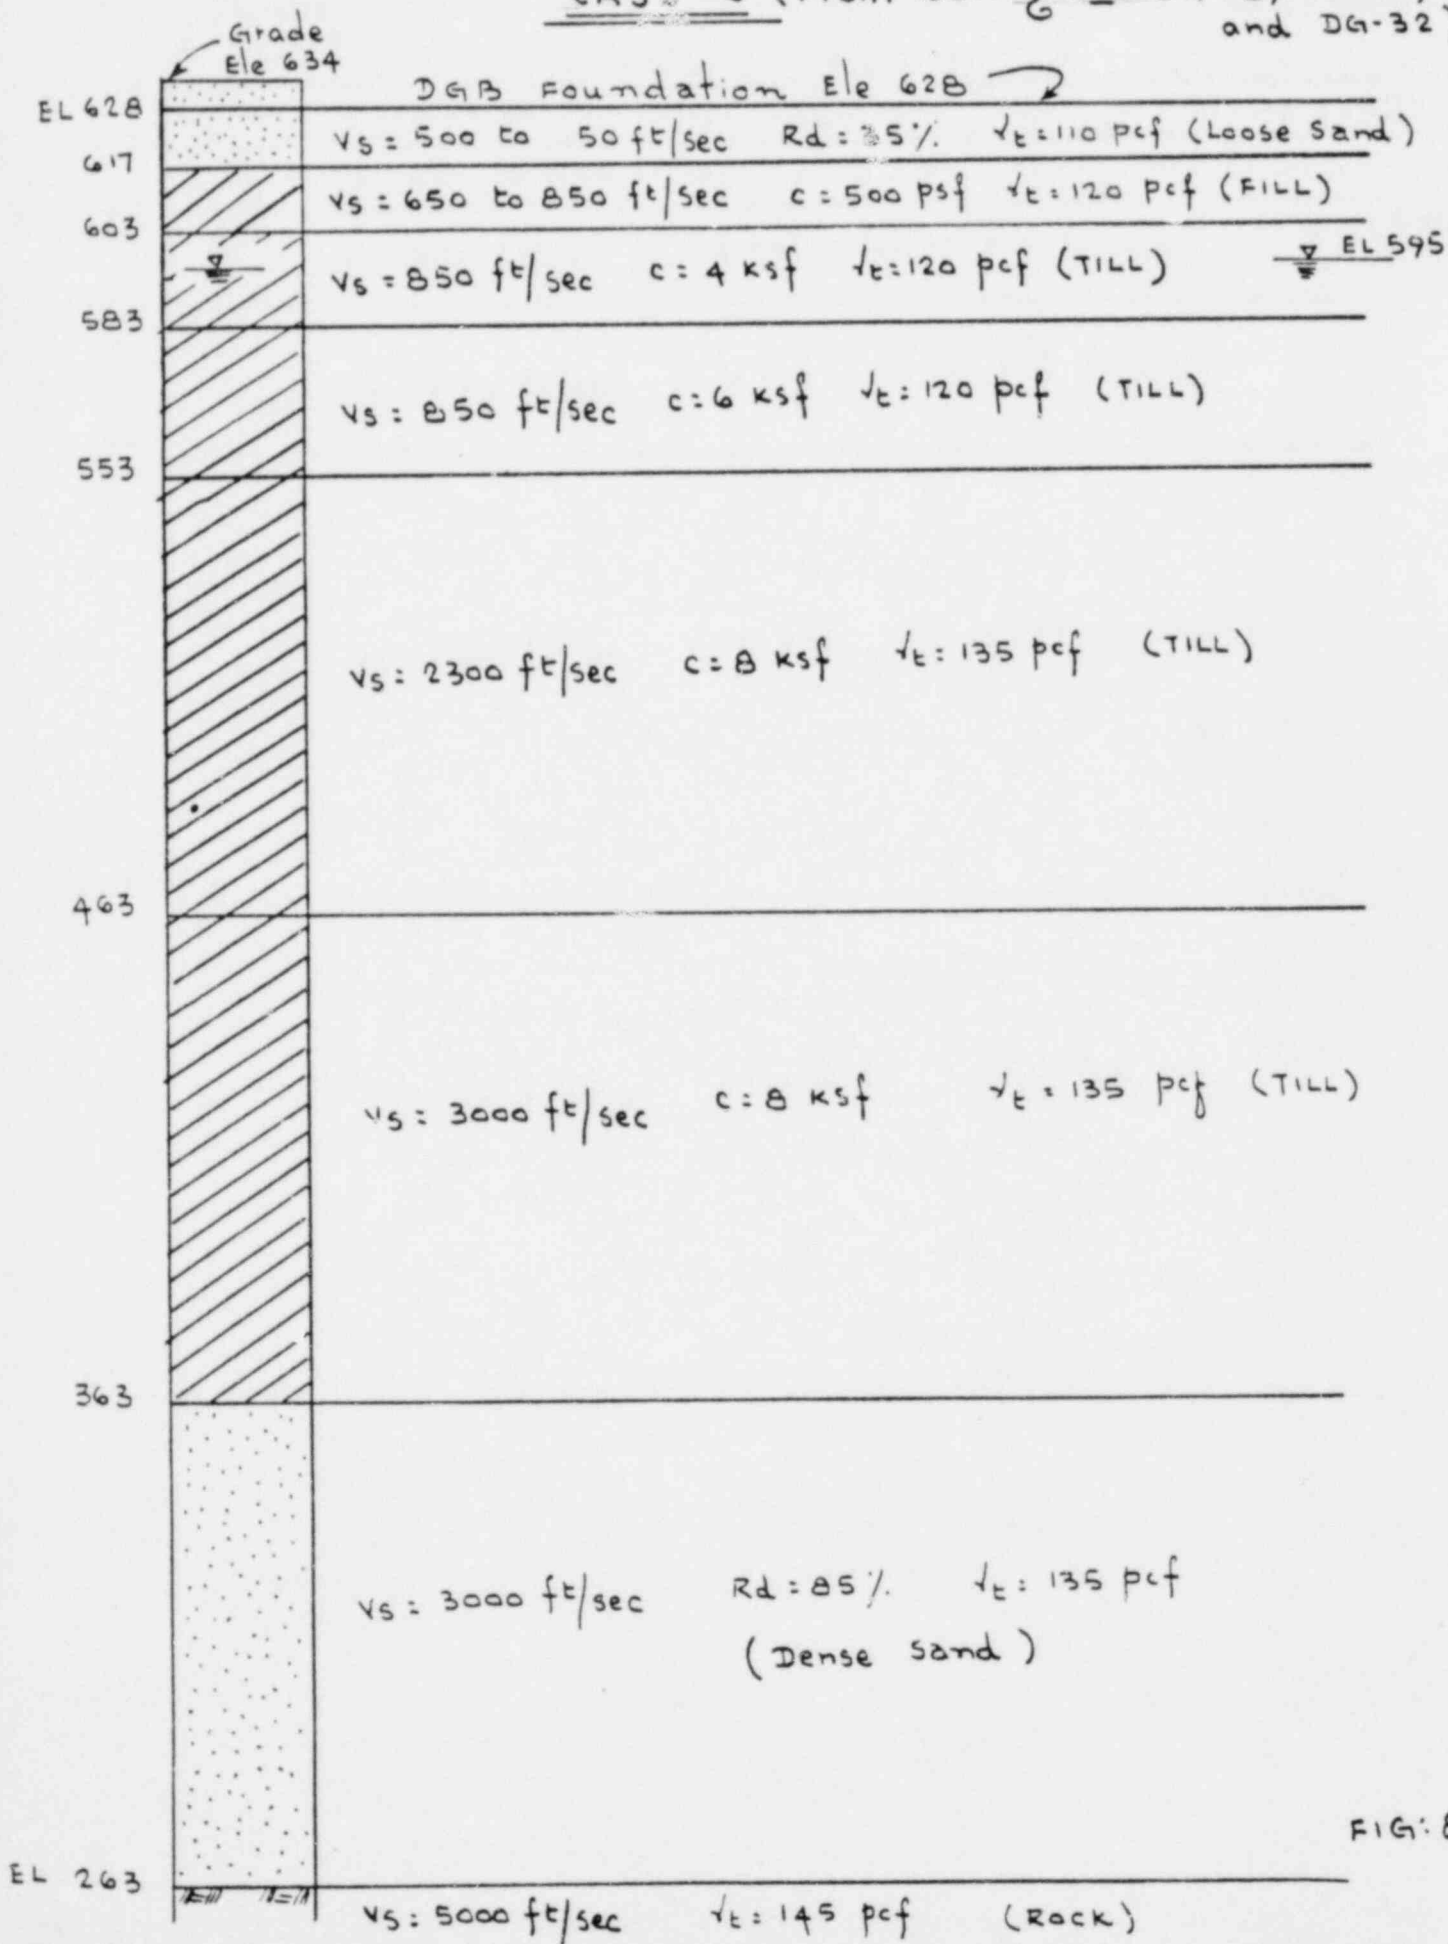 and DG-32
Grade
Ele 634
DGB Foundation Ele 628
EL 628
Vs = 500 to 50 ft/sec Rd = 35% γt = 110 pcf (Loose Sand)
617
Vs = 650 to 850 ft/sec c = 500 psf γt = 120 pcf (FILL)
603
EL 595
Vs = 850 ft/sec c = 4 ksf γt = 120 pcf (TILL)
583
Vs = 850 ft/sec c = 6 ksf γt = 120 pcf (TILL)
553
Vs = 2300 ft/sec c = 8 ksf γt = 135 pcf (TILL)
463
Vs = 3000 ft/sec c = 8 ksf γt = 135 pcf (TILL)
363
Vs = 3000 ft/sec Rd = 85% γt = 135 pcf
(Dense Sand)
FIG: 8
EL 263
Vs = 5000 ft/sec γt = 145 pcf (ROCK)